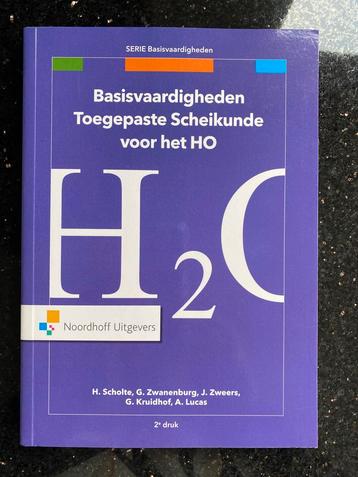 SERIE Basisvaardigheden
Basisvaardigheden
Toegepaste Scheikunde
voor het HO
H2O
Noordhoff Uitgevers
H. Scholte, G. Zwanenburg, J. Zweers,
G. Kruidhof, A. Lucas
2e druk